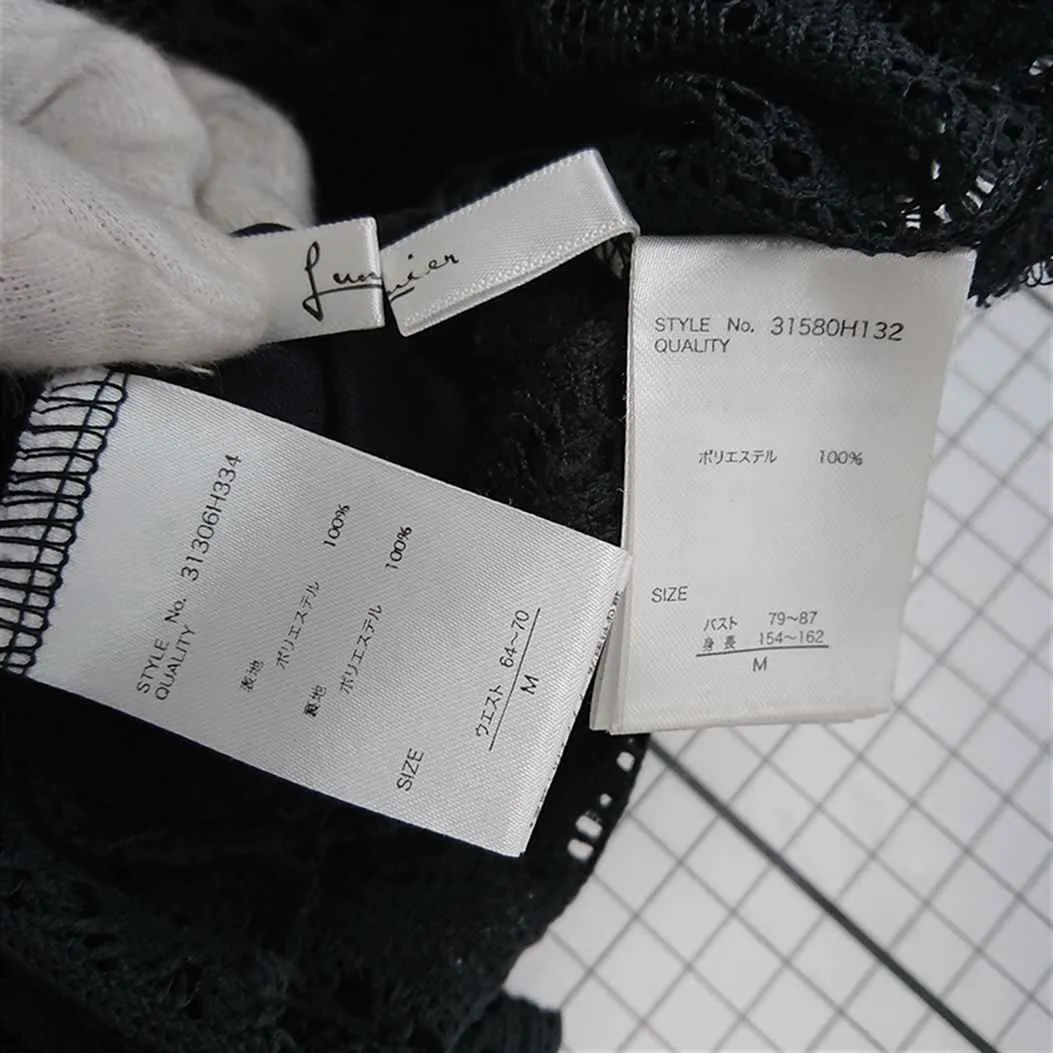 STYLE No. 31580H132
QUALITY
ポリエステル 100%
SIZE
バスト 79~87
身長 154~162
M
STYLE No. 31306H334
QUALITY
表地 ポリエステル 100%
裏地 ポリエステル 100%
SIZE
ウエスト 64~70
M